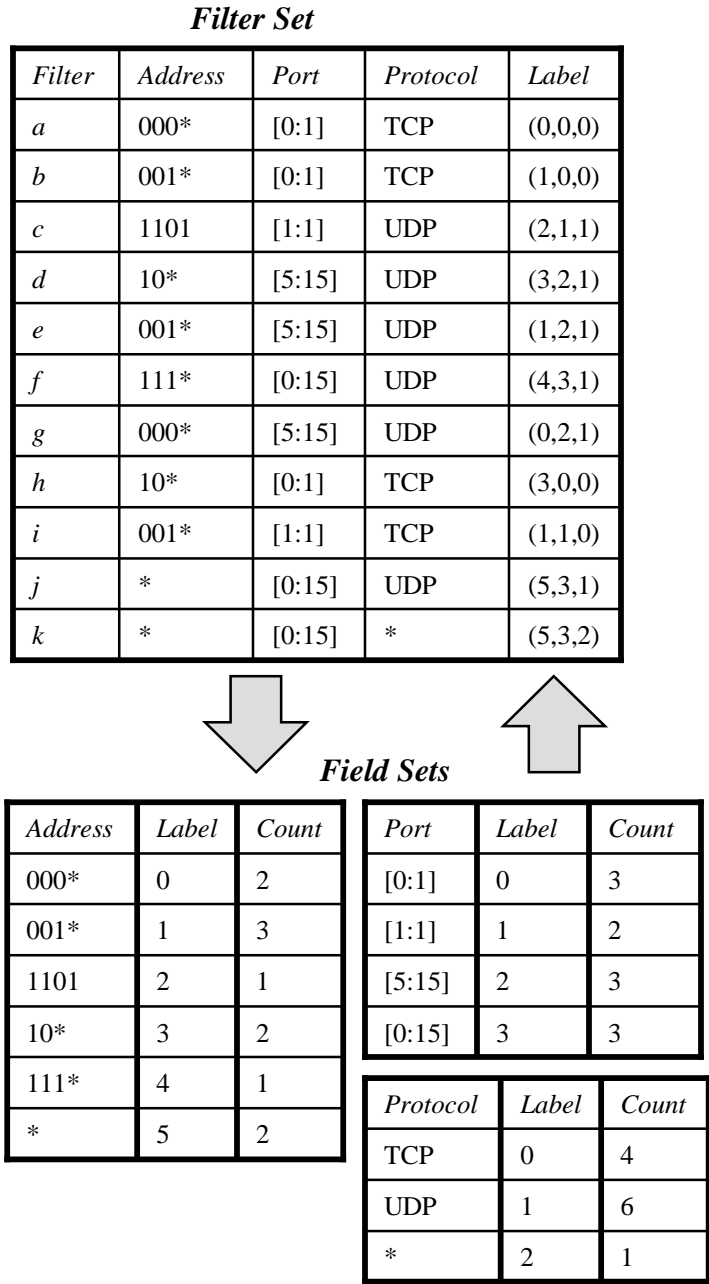 Filter Set
Filter Address Port Protocol Label
a 000* [0:1] TCP (0,0,0)
b 001* [0:1] TCP (1,0,0)
c 1101 [1:1] UDP (2,1,1)
d 10* [5:15] UDP (3,2,1)
e 001* [5:15] UDP (1,2,1)
f 111* [0:15] UDP (4,3,1)
g 000* [5:15] UDP (0,2,1)
h 10* [0:1] TCP (3,0,0)
i 001* [1:1] TCP (1,1,0)
j * [0:15] UDP (5,3,1)
k * [0:15] * (5,3,2)
Field Sets
Address Label Count
000* 0 2
001* 1 3
1101 2 1
10* 3 2
111* 4 1
* 5 2
Port Label Count
[0:1] 0 3
[1:1] 1 2
[5:15] 2 3
[0:15] 3 3
Protocol Label Count
TCP 0 4
UDP 1 6
* 2 1